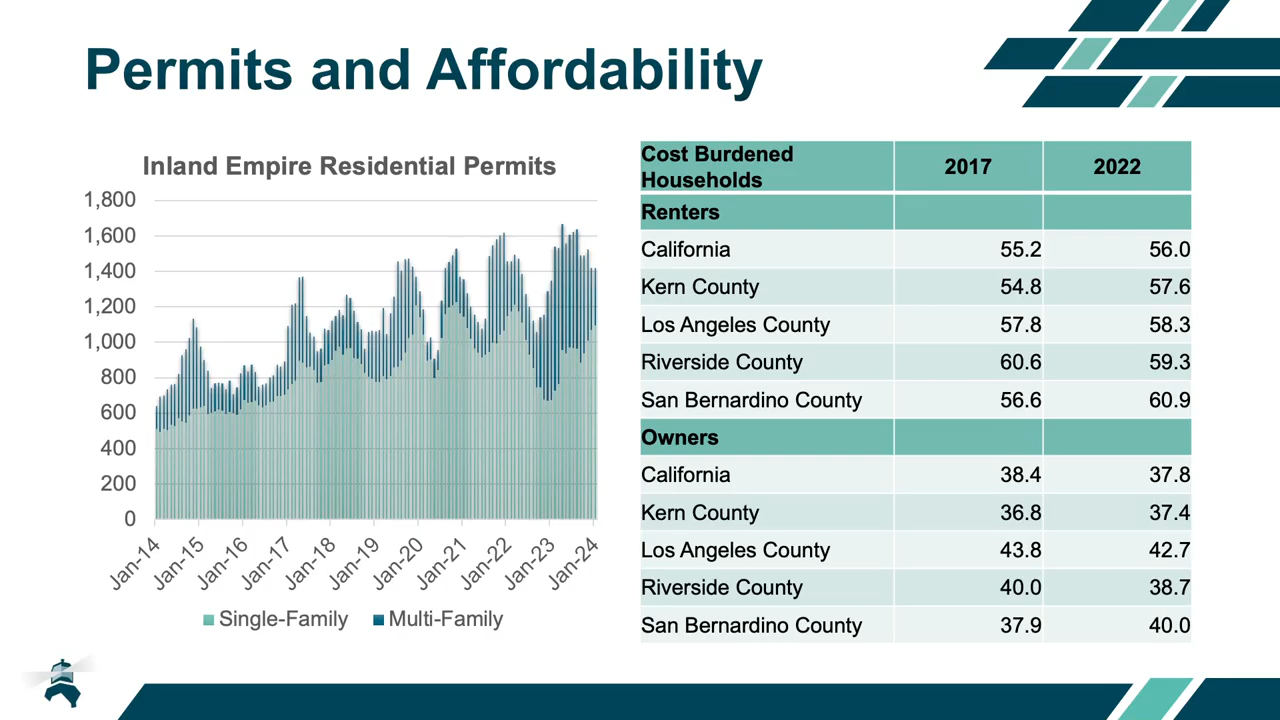 Permits and Affordability
Inland Empire Residential Permits
1,800
1,600
1,400
1,200
1,000
800
600
400
200
0
Jan-14
Jan-15
Jan-16
Jan-17
Jan-18
Jan-19
Jan-20
Jan-21
Jan-22
Jan-23
Jan-24
Single-Family Multi-Family
Cost Burdened
Households 2017 2022
Renters
California 55.2 56.0
Kern County 54.8 57.6
Los Angeles County 57.8 58.3
Riverside County 60.6 59.3
San Bernardino County 56.6 60.9
Owners
California 38.4 37.8
Kern County 36.8 37.4
Los Angeles County 43.8 42.7
Riverside County 40.0 38.7
San Bernardino County 37.9 40.0